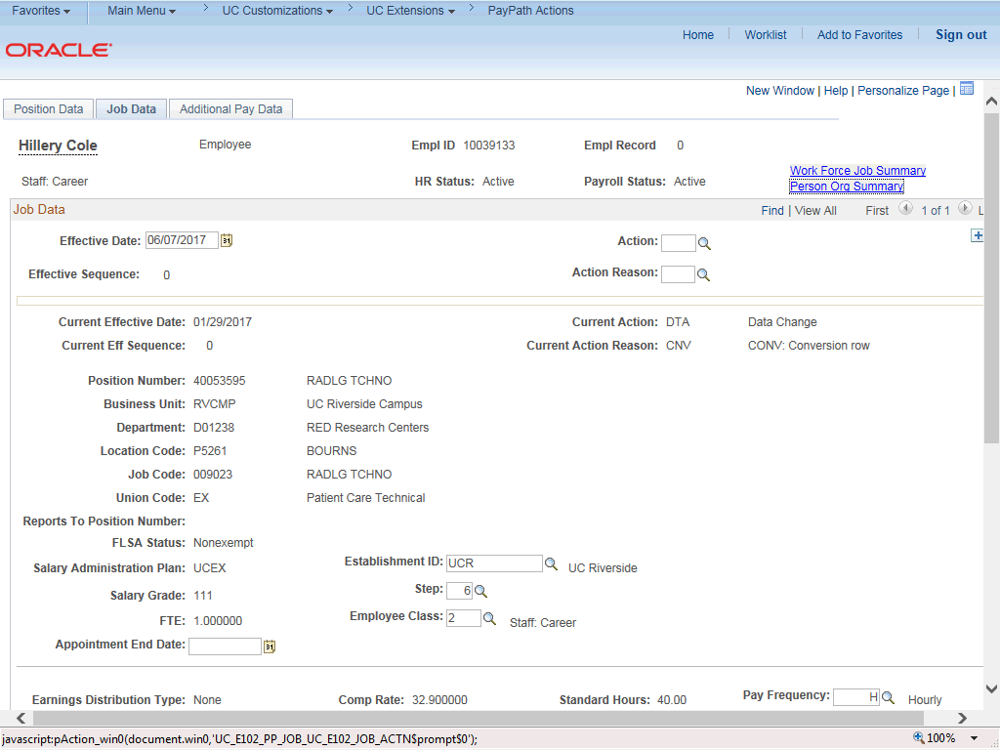 Favorites Main Menu > UC Customizations > UC Extensions > PayPath Actions
Home Worklist Add to Favorites Sign out
ORACLE
New Window | Help | Personalize Page |
Position Data Job Data Additional Pay Data
Hillery Cole Employee Empl ID 10039133 Empl Record 0
Work Force Job Summary
Staff: Career HR Status: Active Payroll Status: Active
Person Org Summary
Job Data Find | View All First 1 of 1 L
Effective Date: 06/07/2017 31 Action:
Effective Sequence: 0 Action Reason:
Current Effective Date: 01/29/2017 Current Action: DTA Data Change
Current Eff Sequence: 0 Current Action Reason: CNV CONV: Conversion row
Position Number: 40053595 RADLG TCHNO
Business Unit: RVCMP UC Riverside Campus
Department: D01238 RED Research Centers
Location Code: P5261 BOURNS
Job Code: 009023 RADLG TCHNO
Union Code: EX Patient Care Technical
Reports To Position Number:
FLSA Status: Nonexempt
Salary Administration Plan: UCEX Establishment ID: UCR UC Riverside
Salary Grade: 111 Step: 6
FTE: 1.000000 Employee Class: 2 Staff: Career
Appointment End Date: 31
Earnings Distribution Type: None Comp Rate: 32.900000 Standard Hours: 40.00 Pay Frequency: H Hourly
javascript:pAction_win0(document.win0,'UC_E102_PP_JOB_UC_E102_JOB_ACTN$prompt$0'); 100%